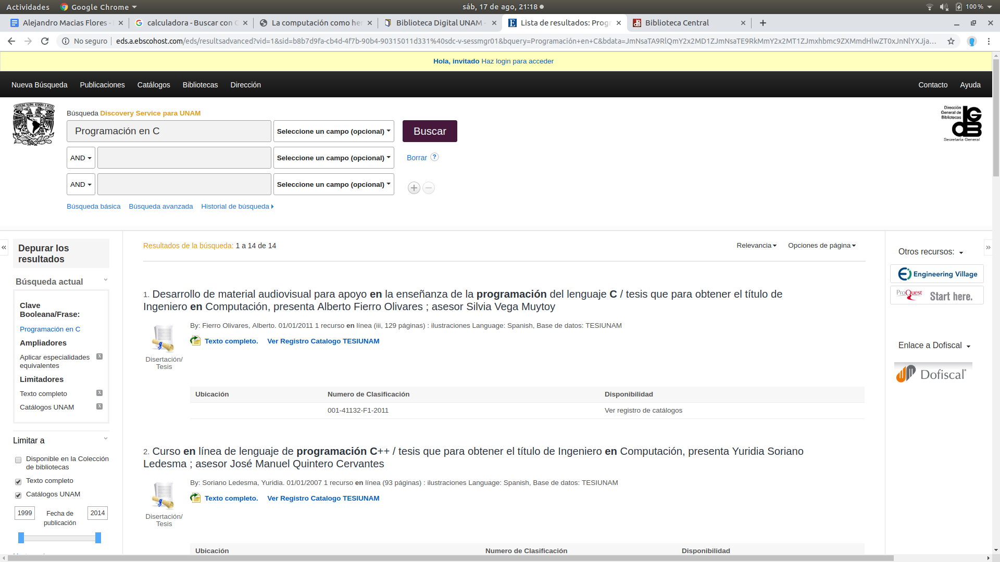 Actividades Google Chrome sáb, 17 de ago, 21:18 100 %
Alejandro Macias Flores - calculadora - Buscar con La computación como her Biblioteca Digital UNAM - Lista de resultados: Progr Biblioteca Central
No seguro eds.a.ebscohost.com/eds/resultsadvanced?vid=1&sid=b8b7d9fa-cb4d-4f7b-90b4-90315011d331%40sdc-v-sessmgr01&bquery=Programación+en+C&bdata=JmNsaTA9RlQmY2x2MD1ZJmNsaTE9RkMmY2x2MT1ZJmxhbmc9ZXMmdHlwZT0xJnNlYXJja...
Hola, invitado Haz login para acceder
Nueva Búsqueda Publicaciones Catálogos Bibliotecas Dirección Contacto Ayuda
Búsqueda Discovery Service para UNAM
Dirección
General de
Bibliotecas
Secretaría General
Programación en C Seleccione un campo (opcional) Buscar
AND Seleccione un campo (opcional) Borrar ?
AND Seleccione un campo (opcional)
Búsqueda básica Búsqueda avanzada Historial de búsqueda
Depurar los
resultados
Búsqueda actual
Clave
Booleana/Frase:
Programación en C
Ampliadores
Aplicar especialidades
equivalentes
Limitadores
Texto completo
Catálogos UNAM
Limitar a
Disponible en la Colección
de bibliotecas
Texto completo
Catálogos UNAM
1999 Fecha de
publicación 2014
Resultados de la búsqueda: 1 a 14 de 14 Relevancia Opciones de página
1. Desarrollo de material audiovisual para apoyo en la enseñanza de la programación del lenguaje C / tesis que para obtener el título de
Ingeniero en Computación, presenta Alberto Fierro Olivares ; asesor Silvia Vega Muytoy
By: Fierro Olivares, Alberto. 01/01/2011 1 recurso en línea (iii, 129 páginas) : ilustraciones Language: Spanish, Base de datos: TESIUNAM
Texto completo. Ver Registro Catalogo TESIUNAM
Disertación/
Tesis
Ubicación Numero de Clasificación Disponibilidad
001-41132-F1-2011 Ver registro de catálogos
2. Curso en línea de lenguaje de programación C++ / tesis que para obtener el título de Ingeniero en Computación, presenta Yuridia Soriano
Ledesma ; asesor José Manuel Quintero Cervantes
By: Soriano Ledesma, Yuridia. 01/01/2007 1 recurso en línea (93 páginas) : ilustraciones Language: Spanish, Base de datos: TESIUNAM
Texto completo. Ver Registro Catalogo TESIUNAM
Disertación/
Tesis
Ubicación Numero de Clasificación Disponibilidad
Otros recursos:
Engineering Village
ProQuest Start here.
Enlace a Dofiscal
Dofiscal